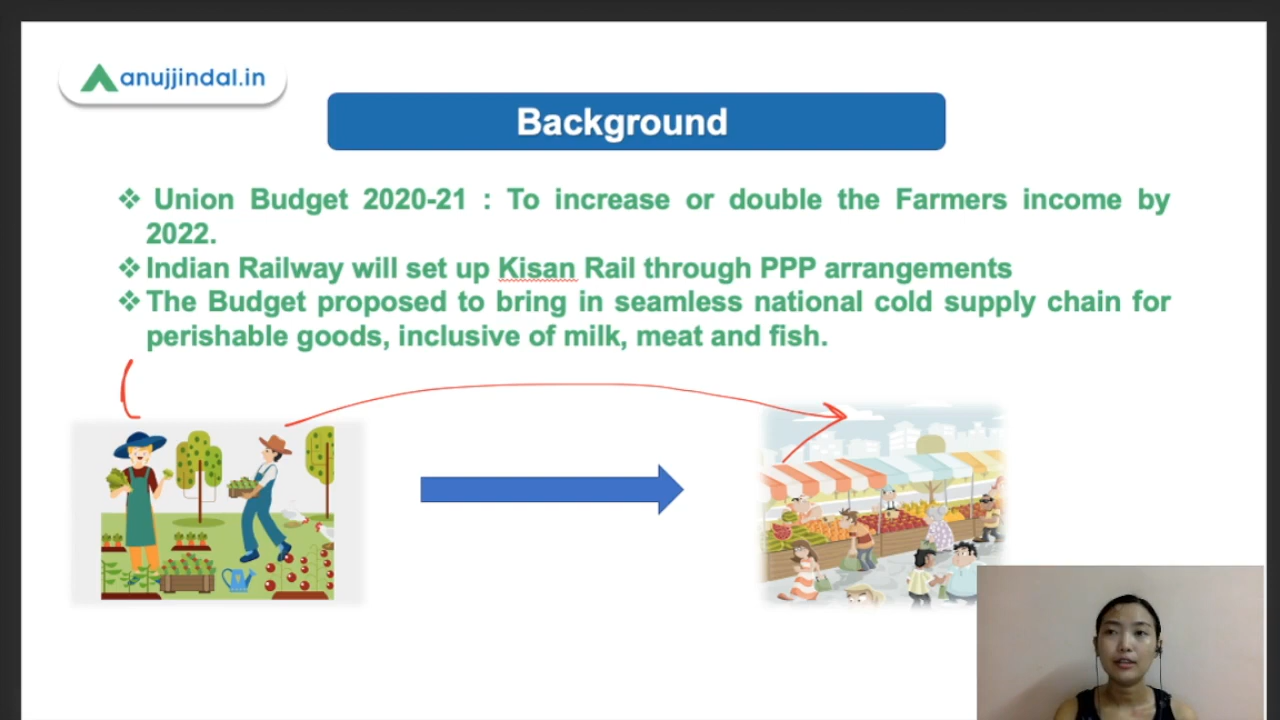 anujjindal.in
Background
❖ Union Budget 2020-21 : To increase or double the Farmers income by
2022.
❖ Indian Railway will set up Kisan Rail through PPP arrangements
❖ The Budget proposed to bring in seamless national cold supply chain for
perishable goods, inclusive of milk, meat and fish.